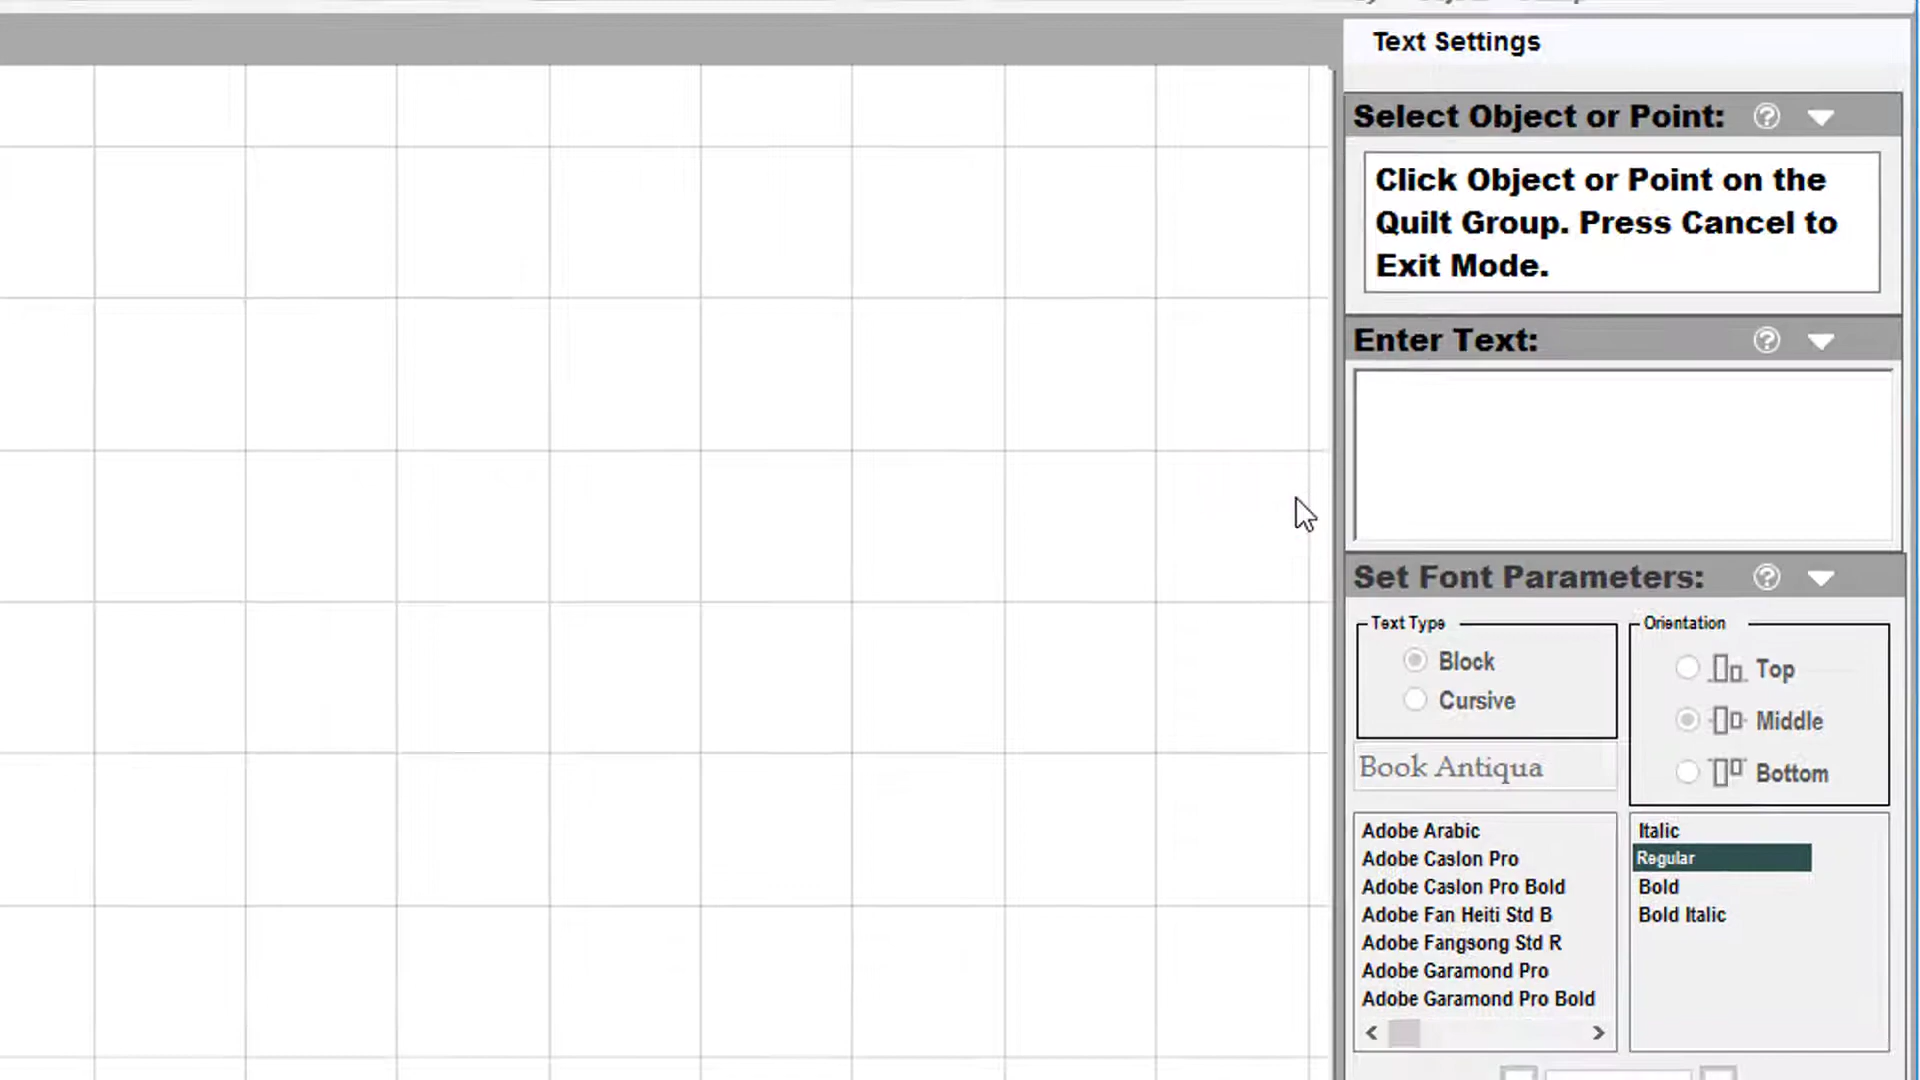 Text Settings
Select Object or Point:
Click Object or Point on the
Quilt Group. Press Cancel to
Exit Mode.
Enter Text:
Set Font Parameters:
Text Type
Block
Cursive
Orientation
Top
Middle
Bottom
Book Antiqua
Adobe Arabic
Adobe Caslon Pro
Adobe Caslon Pro Bold
Adobe Fan Heiti Std B
Adobe Fangsong Std R
Adobe Garamond Pro
Adobe Garamond Pro Bold
Italic
Regular
Bold
Bold Italic